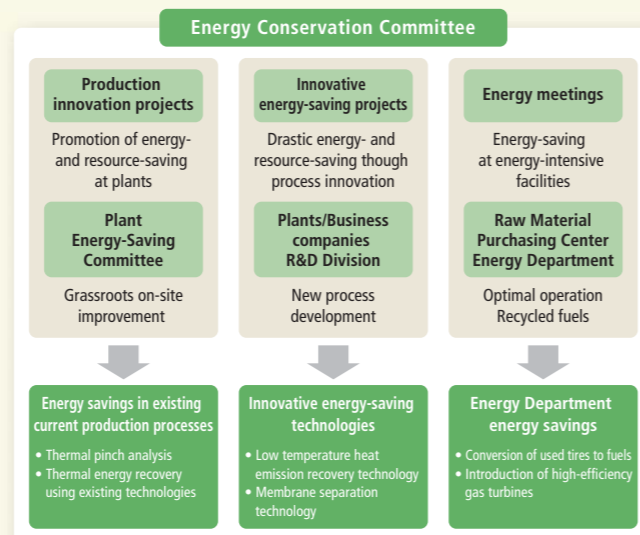 Energy Conservation Committee
Production
innovation projects
Promotion of energy-
and resource-saving
at plants
Plant
Energy-Saving
Committee
Grassroots on-site
improvement
Energy savings in existing
current production processes
• Thermal pinch analysis
• Thermal energy recovery
using existing technologies
Innovative
energy-saving projects
Drastic energy- and
resource-saving though
process innovation
Plants/Business
companies
R&D Division
New process
development
Innovative energy-saving
technologies
• Low temperature heat
emission recovery technology
• Membrane separation
technology
Energy meetings
Energy-saving
at energy-intensive
facilities
Raw Material
Purchasing Center
Energy Department
Optimal operation
Recycled fuels
Energy Department
energy savings
• Conversion of used tires to fuels
• Introduction of high-efficiency
gas turbines